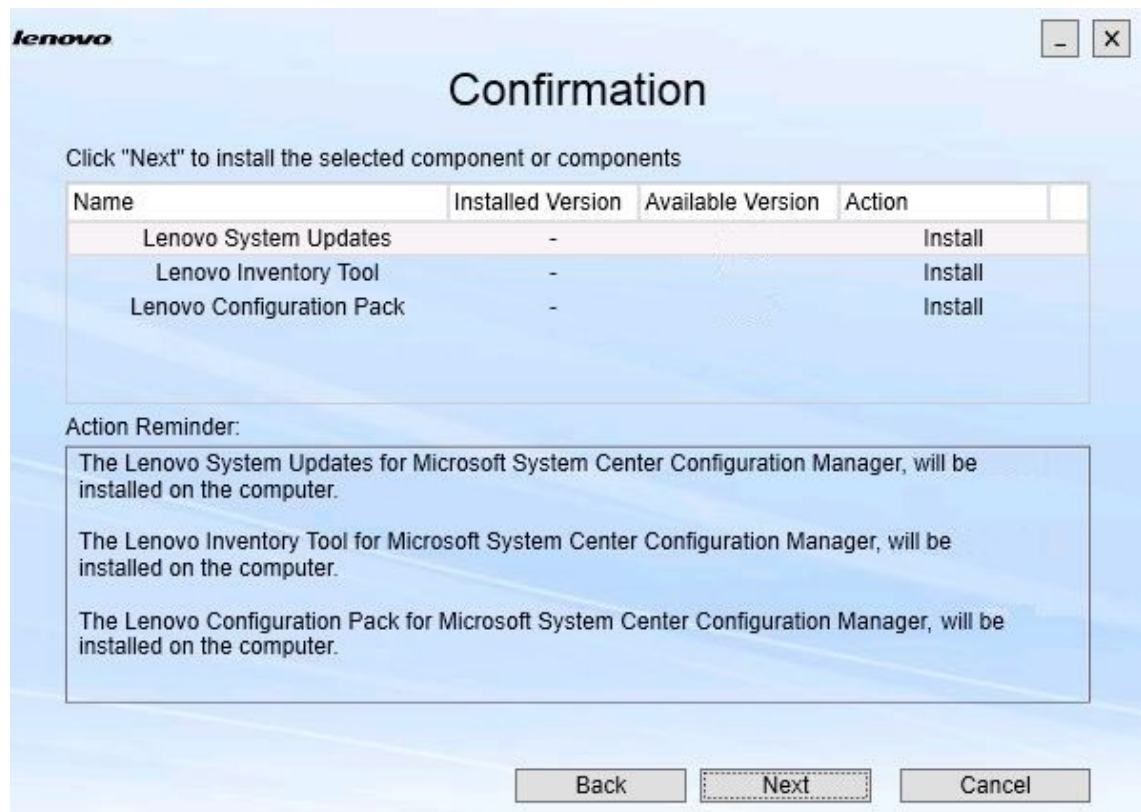 lenovo
Confirmation
Click "Next" to install the selected component or components
Name Installed Version Available Version Action
Lenovo System Updates - Install
Lenovo Inventory Tool - Install
Lenovo Configuration Pack - Install
Action Reminder:
The Lenovo System Updates for Microsoft System Center Configuration Manager, will be
installed on the computer.
The Lenovo Inventory Tool for Microsoft System Center Configuration Manager, will be
installed on the computer.
The Lenovo Configuration Pack for Microsoft System Center Configuration Manager, will be
installed on the computer.
Back Next Cancel